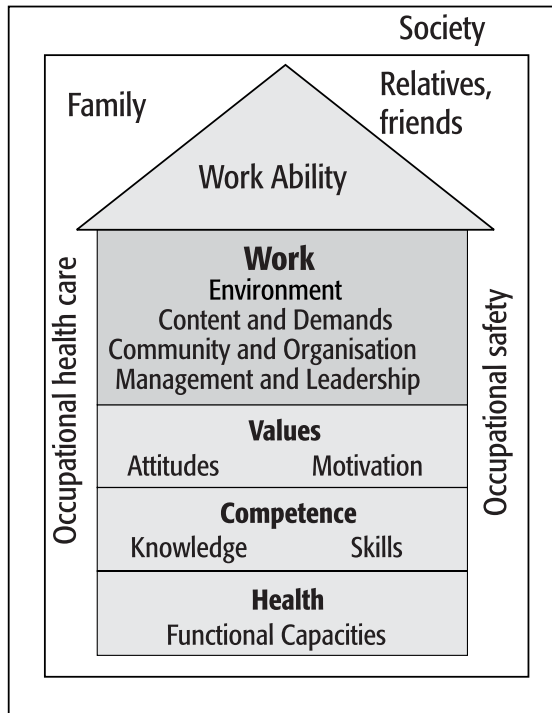 Society
Family
Relatives,
friends
Work Ability
Occupational health care
Work
Environment
Content and Demands
Community and Organisation
Management and Leadership
Occupational safety
Values
Attitudes Motivation
Competence
Knowledge Skills
Health
Functional Capacities